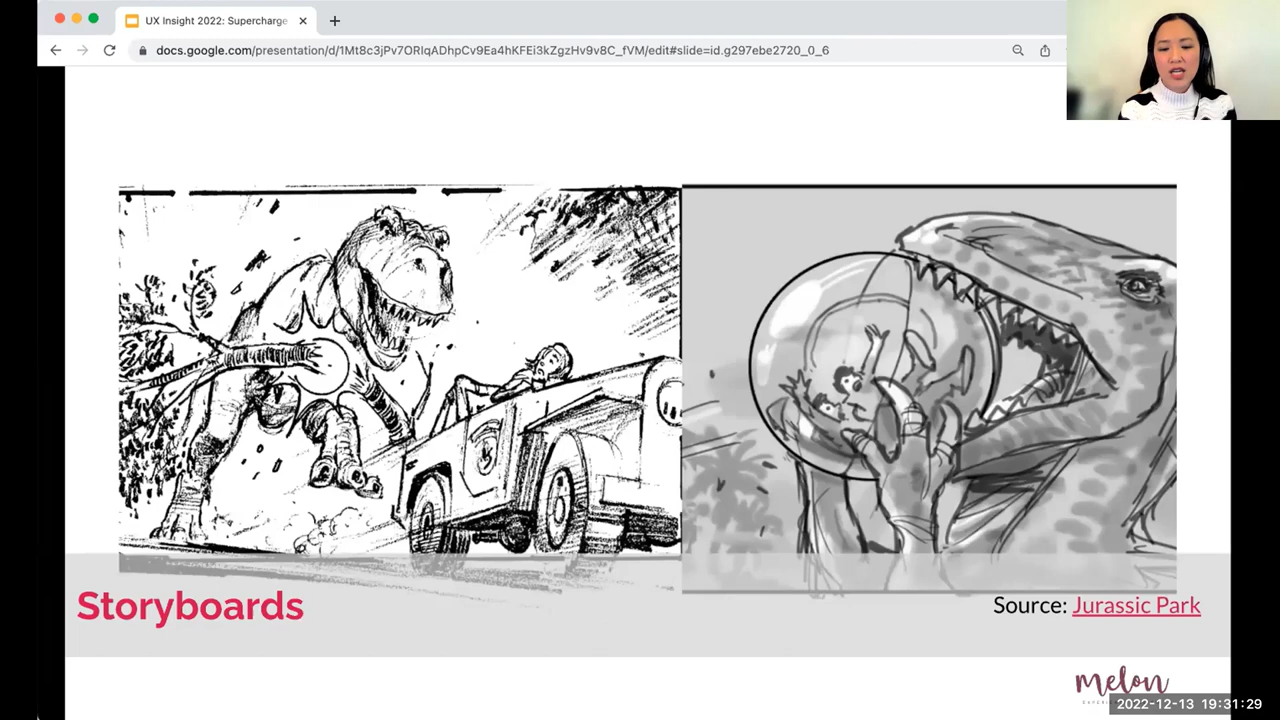 UX Insight 2022: Supercharge
docs.google.com/presentation/d/1Mt8c3jPv7ORIqADhpCv9Ea4hKFEi3kZgzHv9v8C_fVM/edit#slide=id.g297ebe2720_0_6
Storyboards
Source: Jurassic Park
melon
2022-12-13 19:31:29